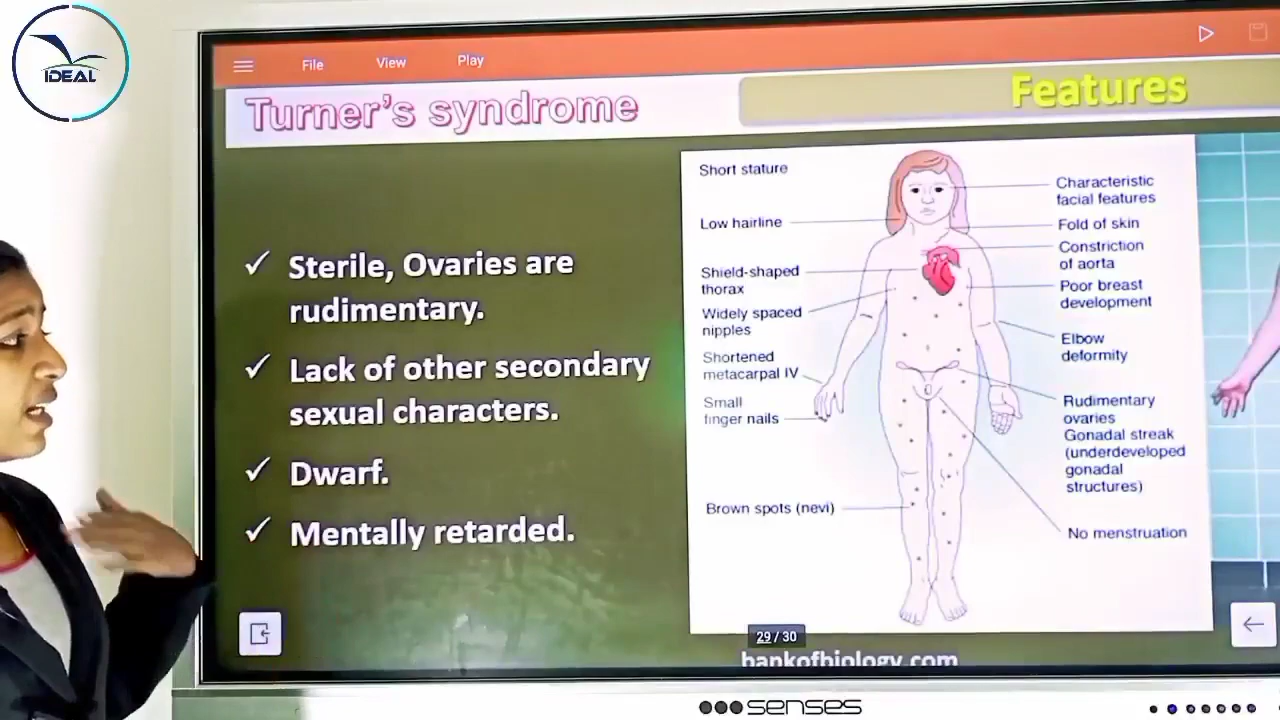 IDEAL
File View Play
Turner's syndrome
Features
✓ Sterile, Ovaries are
rudimentary.
✓ Lack of other secondary
sexual characters.
✓ Dwarf.
✓ Mentally retarded.
Short stature
Low hairline
Shield-shaped
thorax
Widely spaced
nipples
Shortened
metacarpal IV
Small
finger nails
Brown spots (nevi)
Characteristic
facial features
Fold of skin
Constriction
of aorta
Poor breast
development
Elbow
deformity
Rudimentary
ovaries
Gonadal streak
(underdeveloped
gonadal
structures)
No menstruation
29 / 30
bankofbiology.com
senses